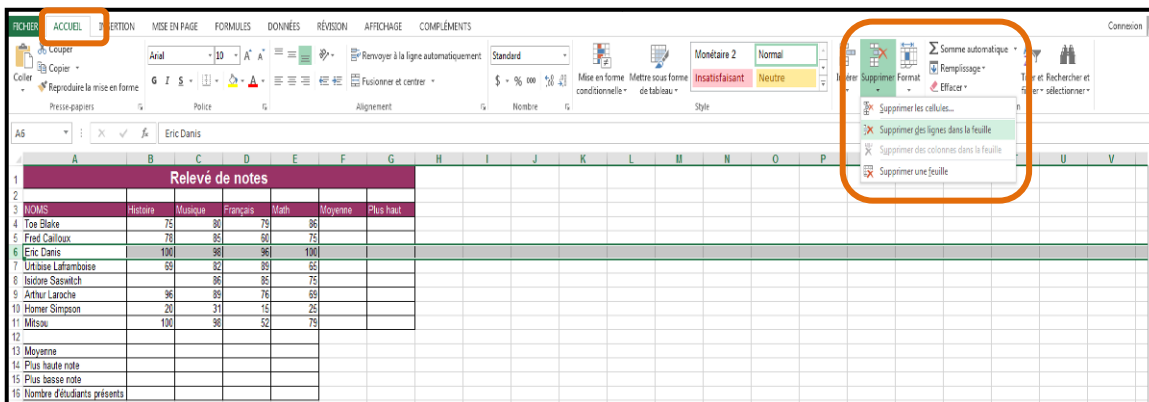 FICHIER ACCUEIL INSERTION MISE EN PAGE FORMULES DONNÉES RÉVISION AFFICHAGE COMPLÉMENTS Connexion
Couper
Copier
Reproduire la mise en forme
Coller
Presse-papiers
Arial 10
G I S
Police
Renvoyer à la ligne automatiquement
Fusionner et centrer
Alignement
Standard
$ % 000
Nombre
Mise en forme conditionnelle
Mettre sous forme de tableau
Monétaire 2 Normal
Insatisfaisant Neutre
Style
Supprimer Format
Somme automatique
Remplissage
Effacer
Rechercher et sélectionner
Supprimer les cellules...
Supprimer des lignes dans la feuille
Supprimer des colonnes dans la feuille
Supprimer une feuille
A6 fx Eric Danis
A B C D E F G H I J K L M N O P U V
1 Relevé de notes
2
3 NOMS Histoire Musique Français Math Moyenne Plus haut
4 Toe Blake 75 80 79 86
5 Fred Cailloux 78 85 60 75
6 Eric Danis 100 98 96 100
7 Urtibise Laframboise 69 82 89 65
8 Isidore Saswitch 86 85 75
9 Arthur Laroche 96 89 76 69
10 Homer Simpson 20 31 15 25
11 Mitsou 100 98 52 79
12
13 Moyenne
14 Plus haute note
15 Plus basse note
16 Nombre d'étudiants présents